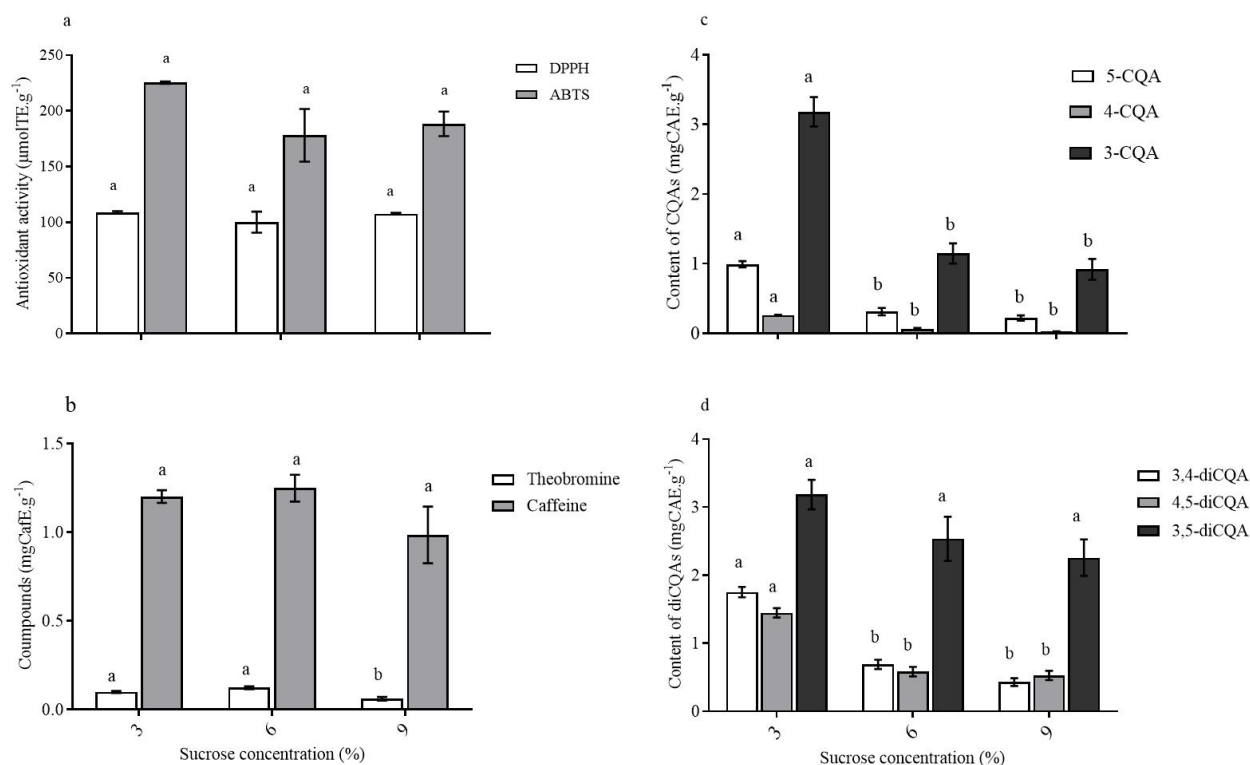 a
250
200
150
100
50
0
Antioxidant activity (µmolTE.g-1)
a
a
a
a
a
a
DPPH
ABTS
c
4
3
2
1
0
Content of CQAs (mgCAE.g-1)
a
a
a
b
b
b
b
b
b
5-CQA
4-CQA
3-CQA
b
1.5
1.0
0.5
0.0
Coumpounds (mgCafE.g-1)
a
a
a
a
b
a
Theobromine
Caffeine
3
6
9
Sucrose concentration (%)
d
4
3
2
1
0
Content of diCQAs (mgCAE.g-1)
a
a
a
b
b
a
b
b
a
3,4-diCQA
4,5-diCQA
3,5-diCQA
3
6
9
Sucrose concentration (%)